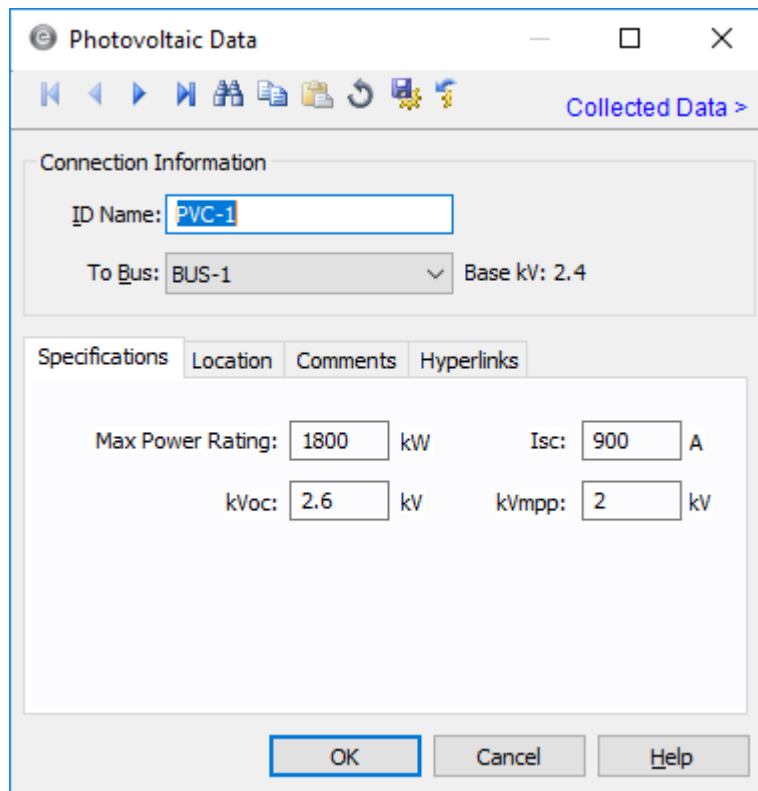 Photovoltaic Data
Collected Data >
Connection Information
ID Name: PVC-1
To Bus: BUS-1 Base kV: 2.4
Specifications Location Comments Hyperlinks
Max Power Rating: 1800 kW Isc: 900 A
kVoc: 2.6 kV kVmpp: 2 kV
OK Cancel Help